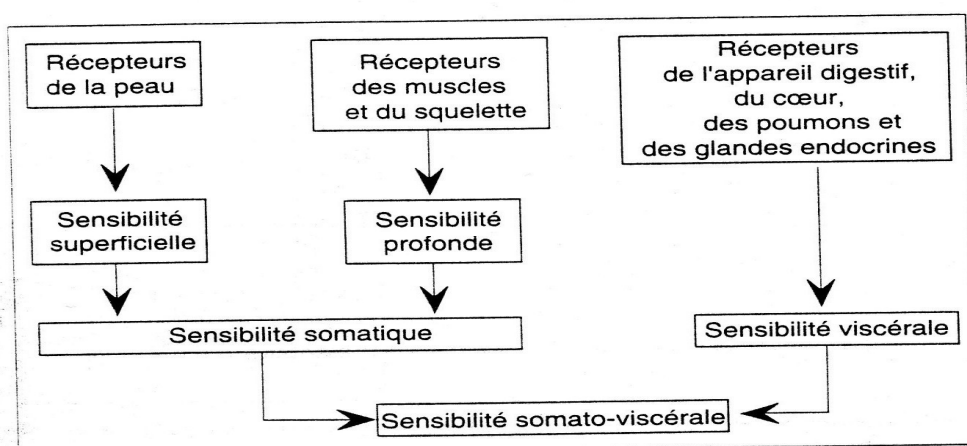 Récepteurs
de la peau
Récepteurs
des muscles
et du squelette
Récepteurs
de l'appareil digestif,
du cœur,
des poumons et
des glandes endocrines
Sensibilité
superficielle
Sensibilité
profonde
Sensibilité somatique
Sensibilité viscérale
Sensibilité somato-viscérale